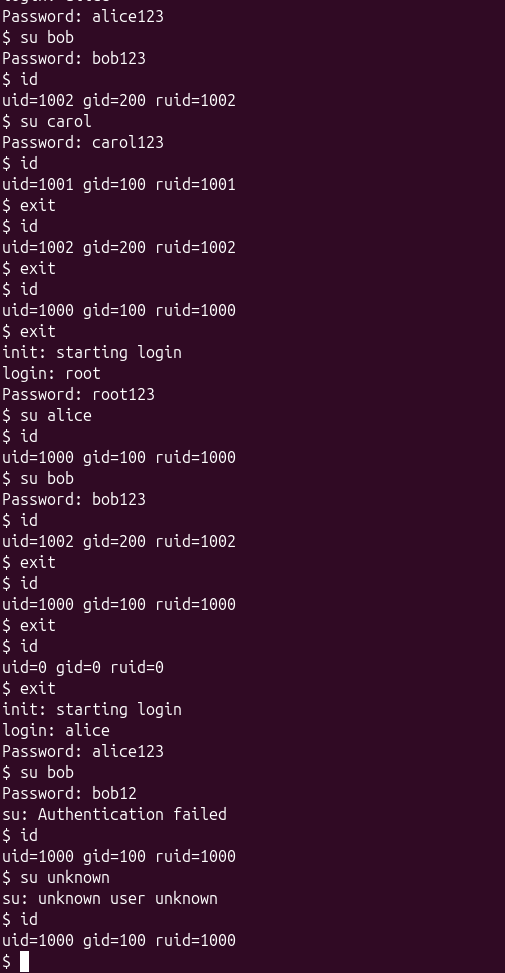 Password: alice123
$ su bob
Password: bob123
$ id
uid=1002 gid=200 ruid=1002
$ su carol
Password: carol123
$ id
uid=1001 gid=100 ruid=1001
$ exit
$ id
uid=1002 gid=200 ruid=1002
$ exit
$ id
uid=1000 gid=100 ruid=1000
$ exit
init: starting login
login: root
Password: root123
$ su alice
$ id
uid=1000 gid=100 ruid=1000
$ su bob
Password: bob123
$ id
uid=1002 gid=200 ruid=1002
$ exit
$ id
uid=1000 gid=100 ruid=1000
$ exit
$ id
uid=0 gid=0 ruid=0
$ exit
init: starting login
login: alice
Password: alice123
$ su bob
Password: bob12
su: Authentication failed
$ id
uid=1000 gid=100 ruid=1000
$ su unknown
su: unknown user unknown
$ id
uid=1000 gid=100 ruid=1000
$